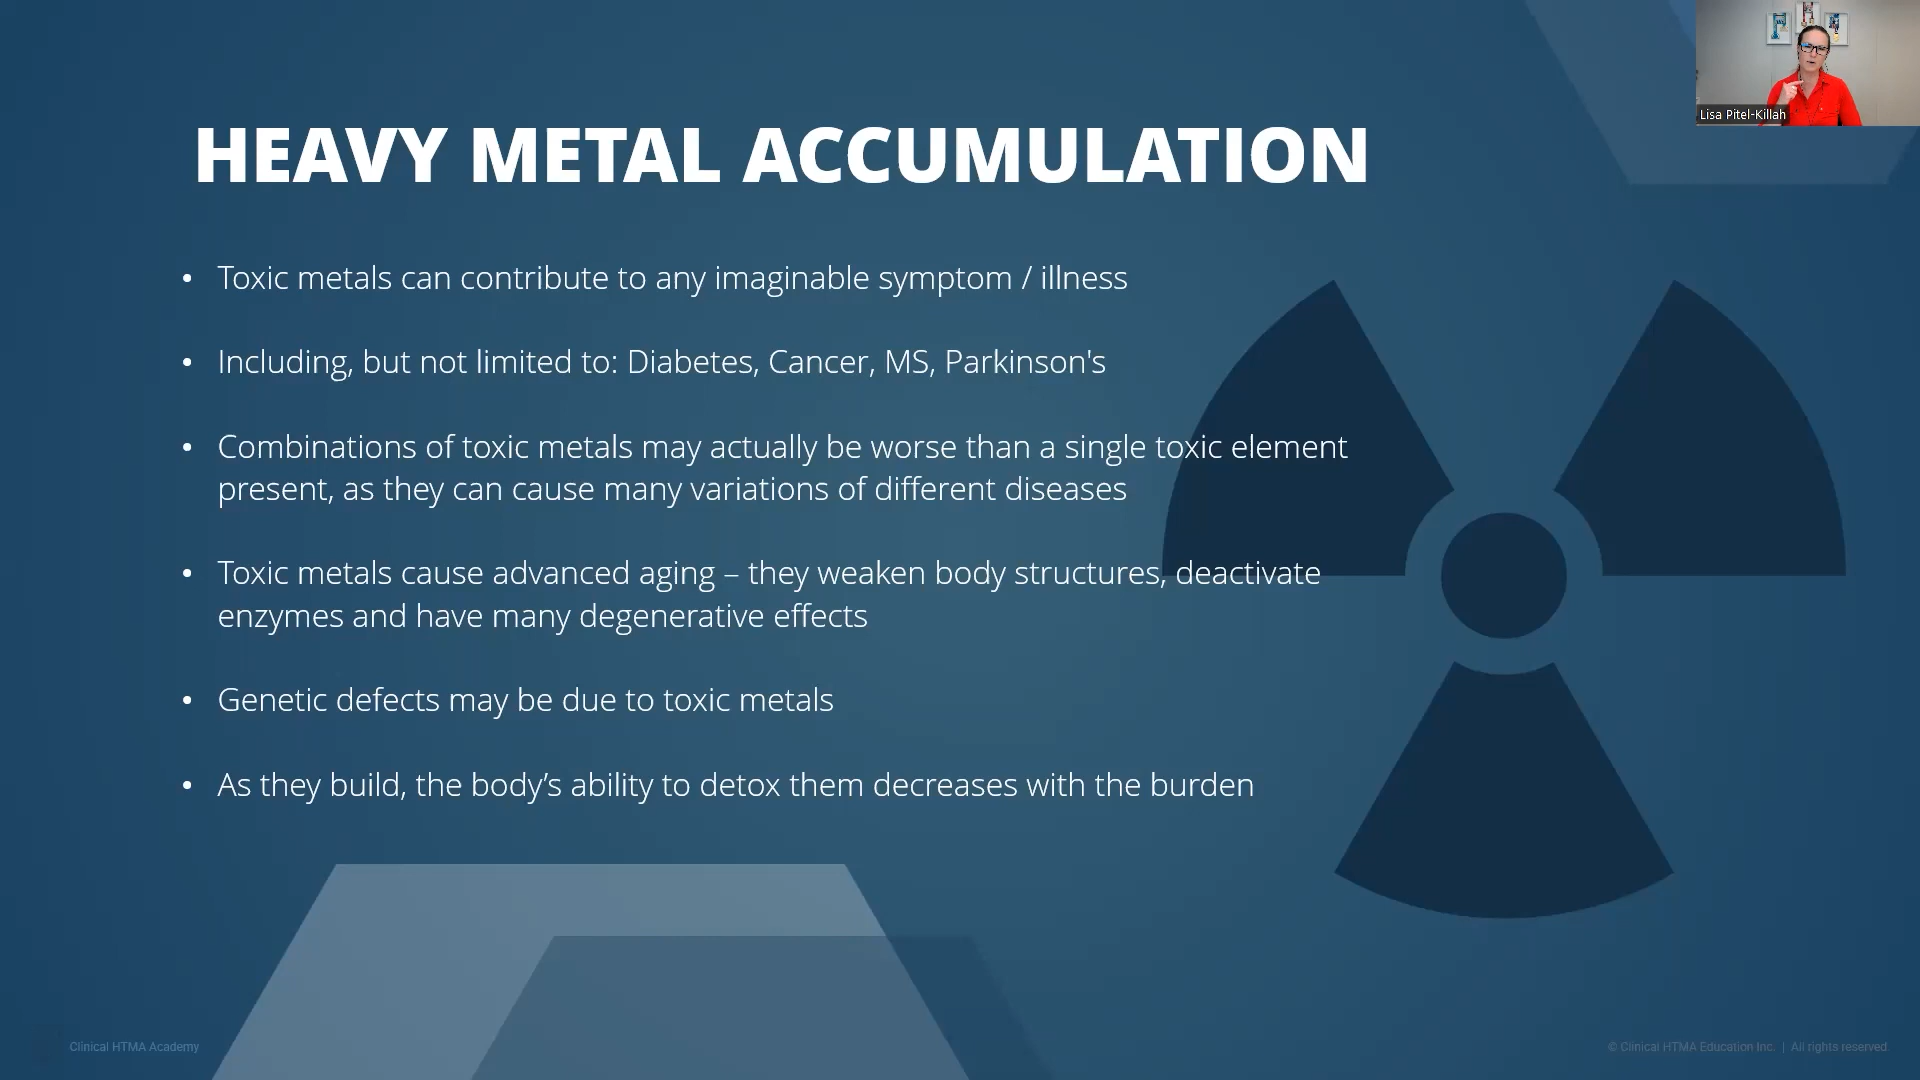 Lisa Pitel-Killah
HEAVY METAL ACCUMULATION
• Toxic metals can contribute to any imaginable symptom / illness
• Including, but not limited to: Diabetes, Cancer, MS, Parkinson's
• Combinations of toxic metals may actually be worse than a single toxic element
present, as they can cause many variations of different diseases
• Toxic metals cause advanced aging – they weaken body structures, deactivate
enzymes and have many degenerative effects
• Genetic defects may be due to toxic metals
• As they build, the body’s ability to detox them decreases with the burden
Clinical HTMA Academy
© Clinical HTMA Education Inc. | All rights reserved.